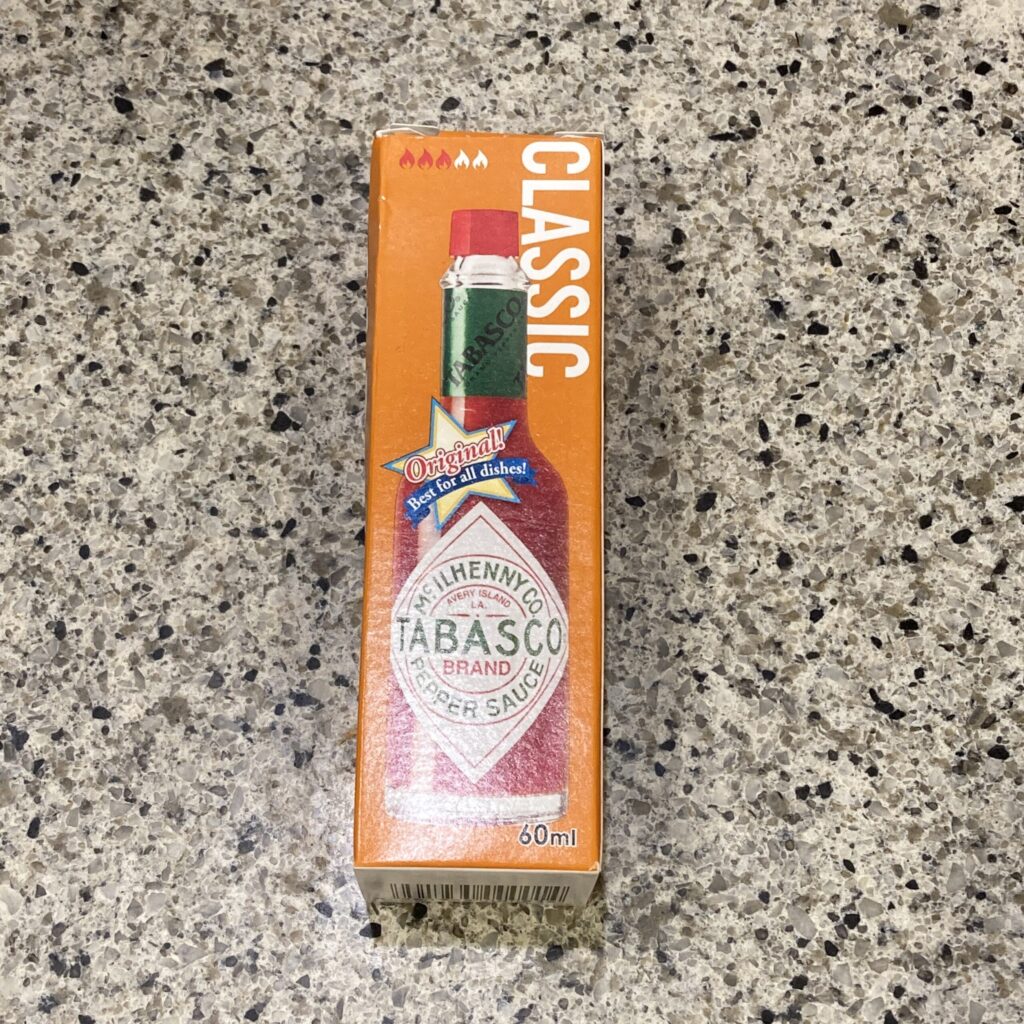 CLASSIC
TABASCO
Original!
Best for all dishes!
McILHENNY CO.
AVERY ISLAND
LA.
TABASCO
BRAND
PEPPER SAUCE
60ml